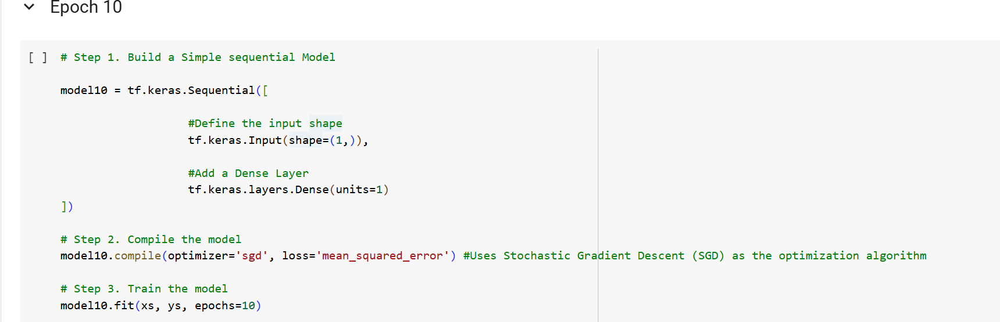 Epoch 10
[ ] # Step 1. Build a Simple sequential Model
model10 = tf.keras.Sequential([
#Define the input shape
tf.keras.Input(shape=(1,)),
#Add a Dense Layer
tf.keras.layers.Dense(units=1)
])
# Step 2. Compile the model
model10.compile(optimizer='sgd', loss='mean_squared_error') #Uses Stochastic Gradient Descent (SGD) as the optimization algorithm
# Step 3. Train the model
model10.fit(xs, ys, epochs=10)